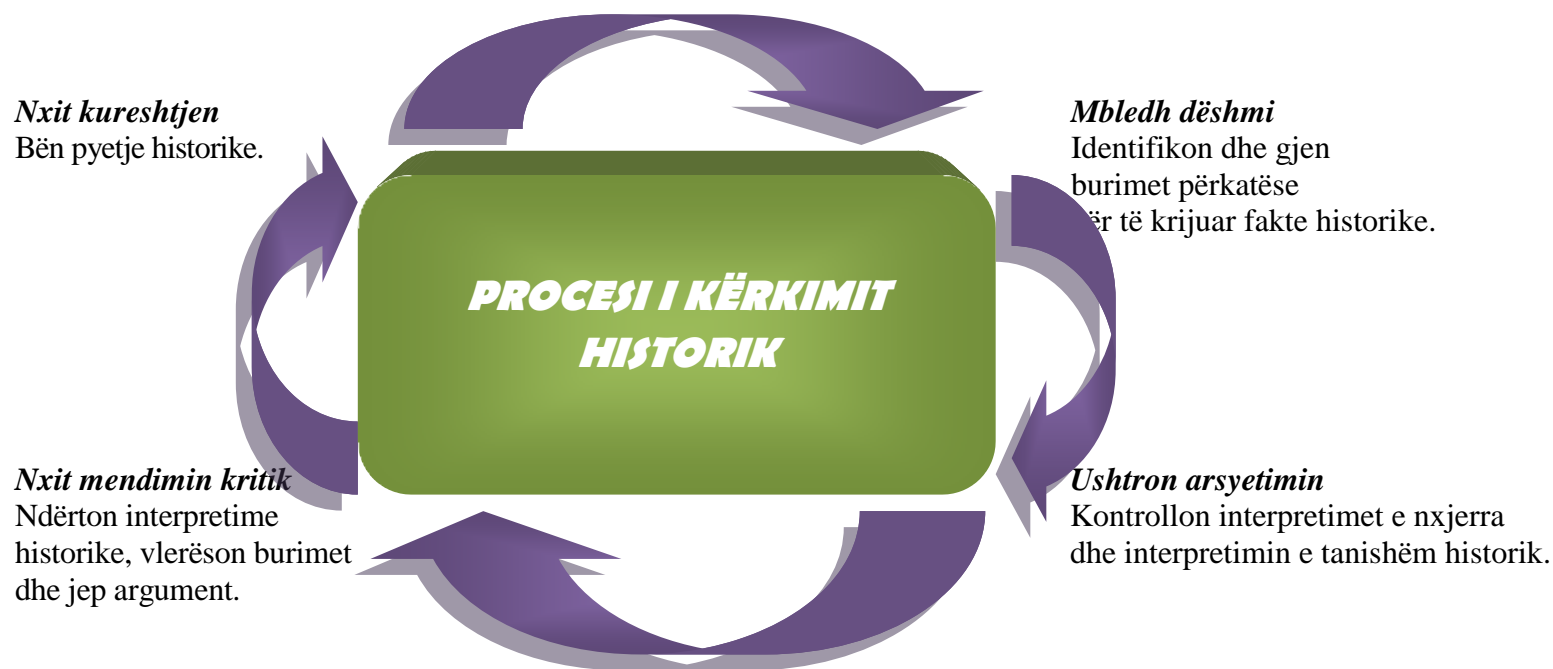 Nxit kureshtjen
Bën pyetje historike.
Mbledh dëshmi
Identifikon dhe gjen
burimet përkatëse
për të krijuar fakte historike.
PROCESI I KËRKIMIT
HISTORIK
Nxit mendimin kritik
Ndërton interpretime
historike, vlerëson burimet
dhe jep argument.
Ushtron arsyetimin
Kontrollon interpretimet e nxjerra
dhe interpretimin e tanishëm historik.